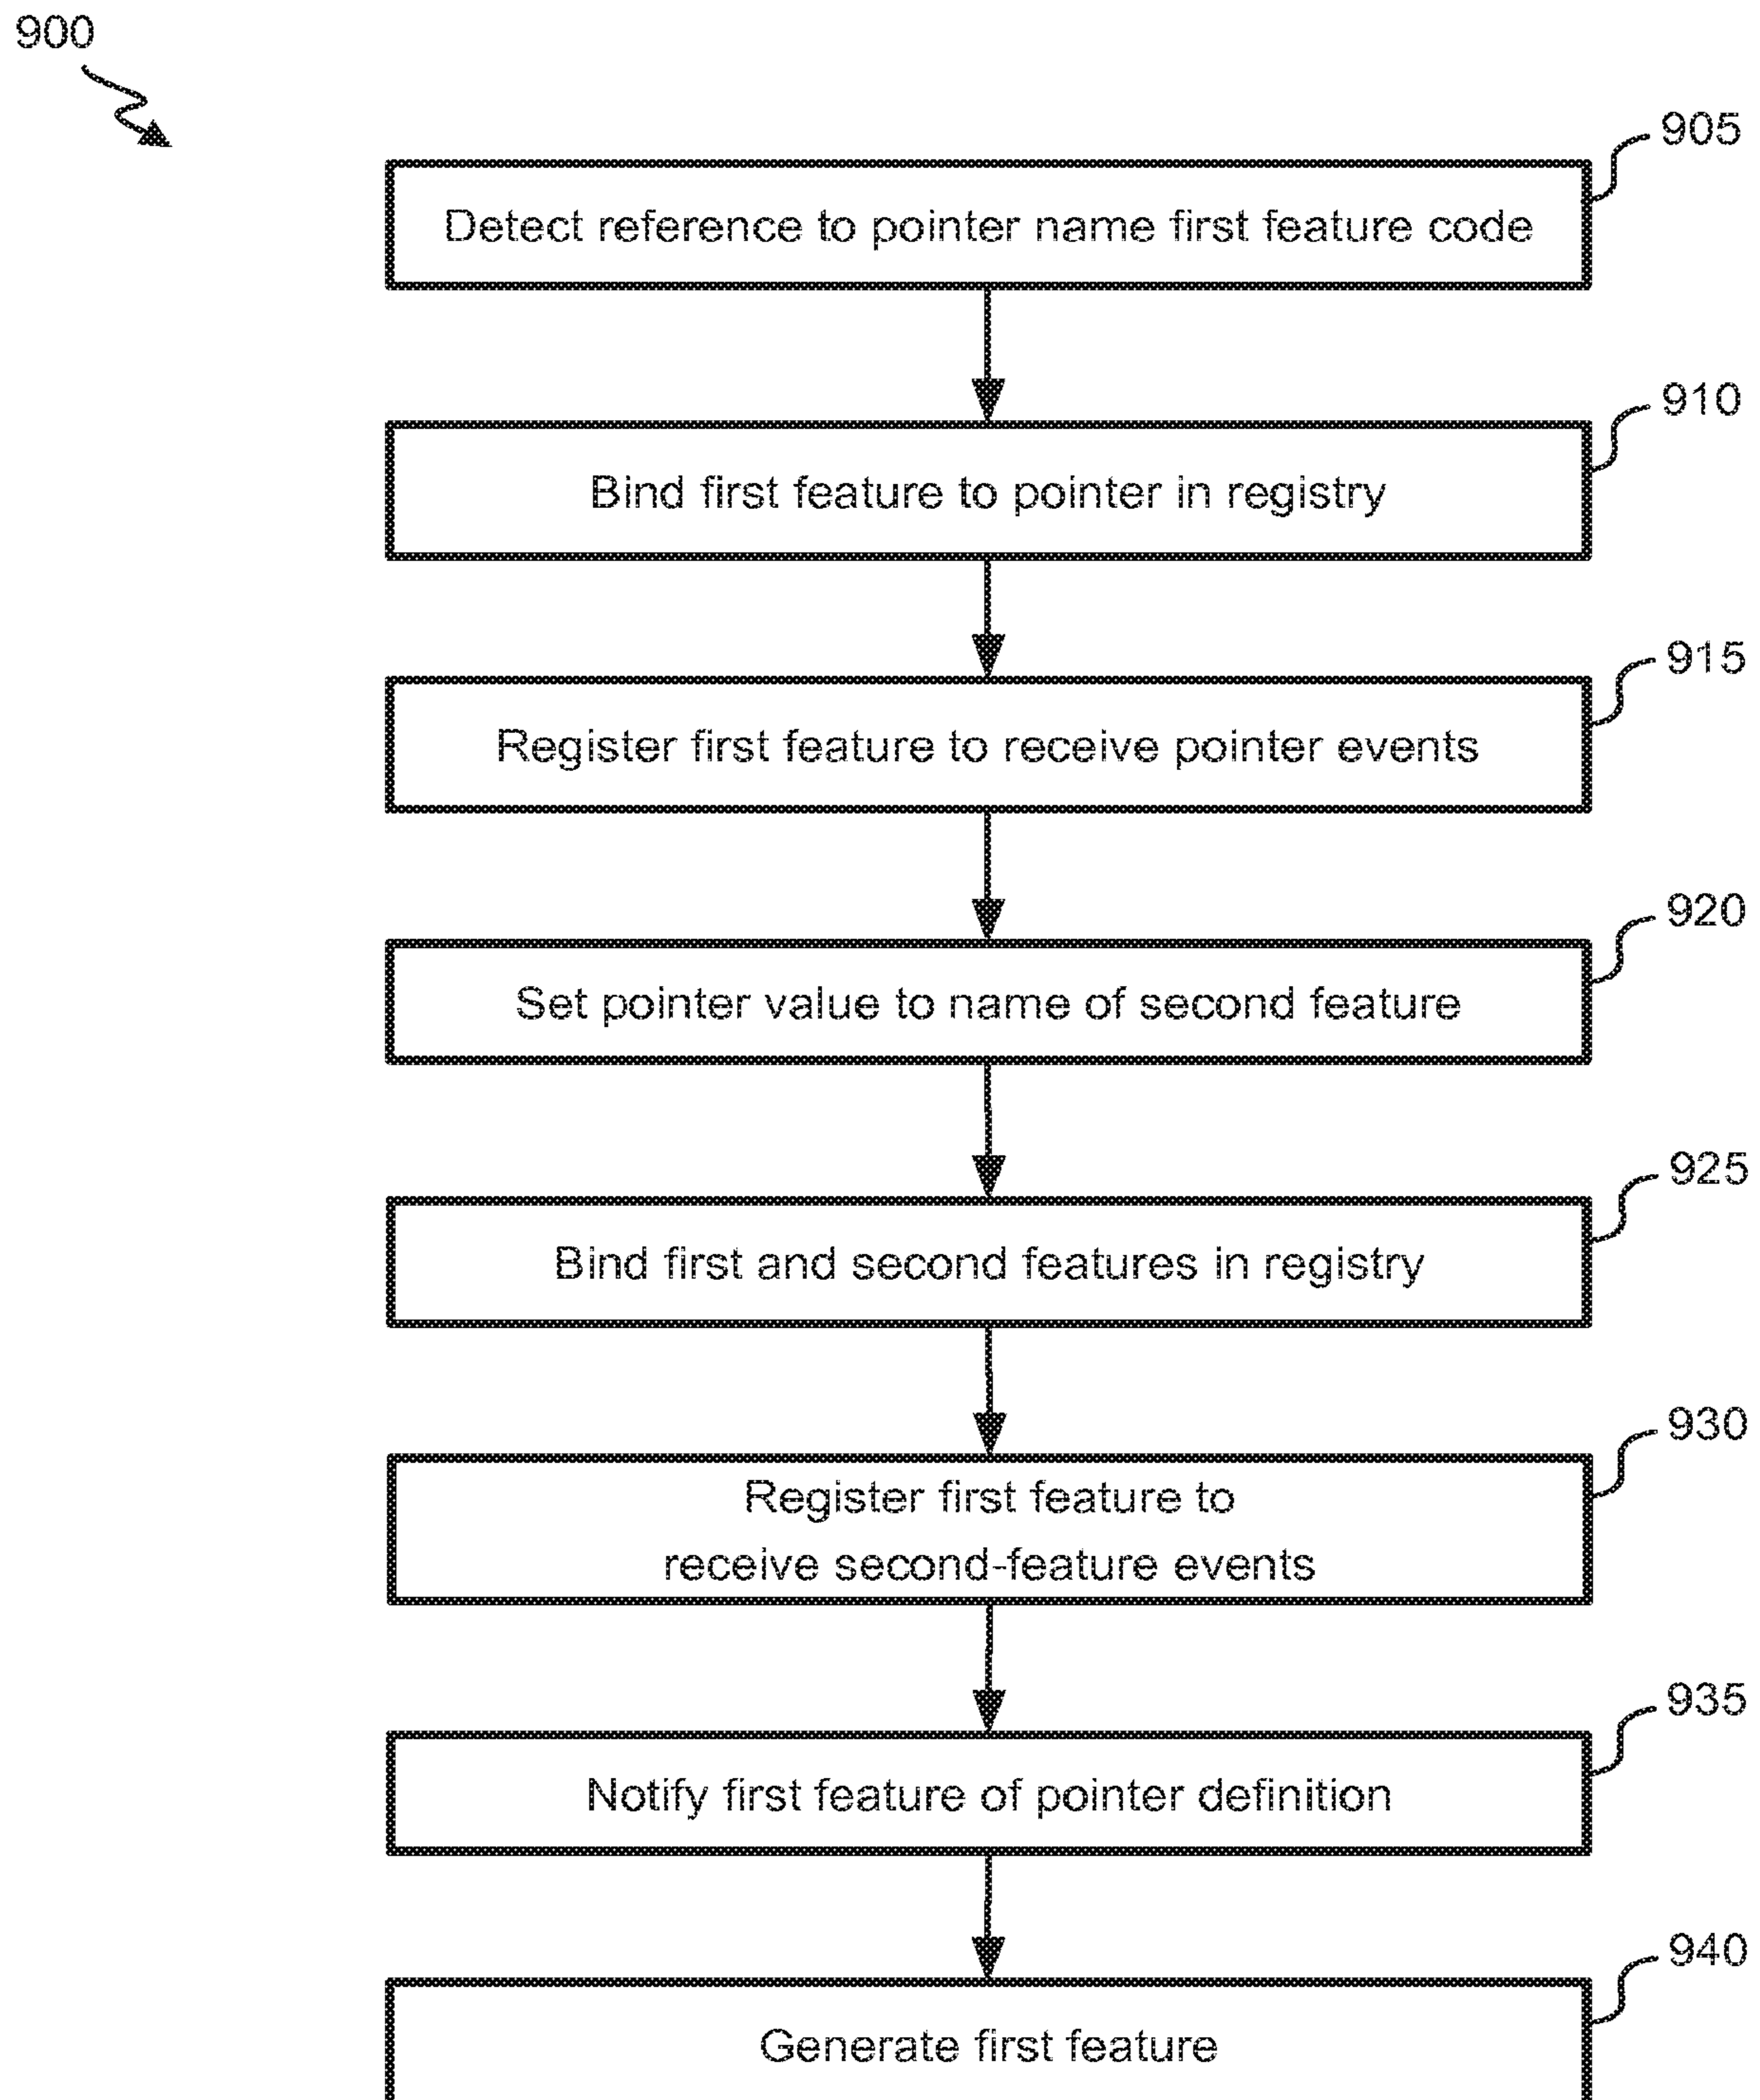 900
905
Detect reference to pointer name first feature code
910
Bind first feature to pointer in registry
915
Register first feature to receive pointer events
920
Set pointer value to name of second feature
925
Bind first and second features in registry
930
Register first feature to
receive second-feature events
935
Notify first feature of pointer definition
940
Generate first feature